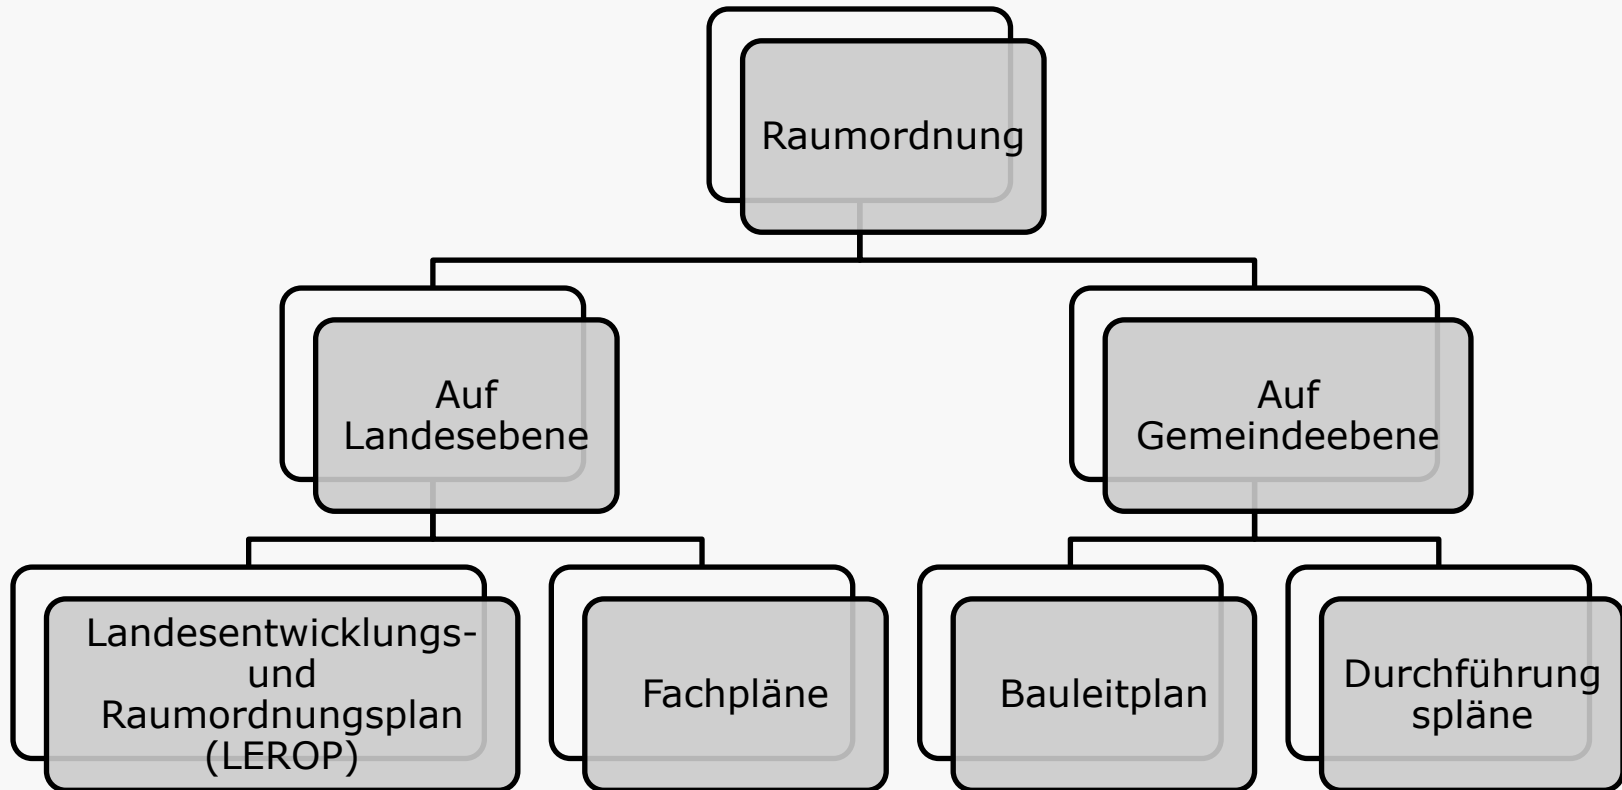 Raumordnung
Auf
Landesebene
Auf
Gemeindeebene
Landesentwicklungs-
und
Raumordnungsplan
(LEROP)
Fachpläne
Bauleitplan
Durchführung
spläne